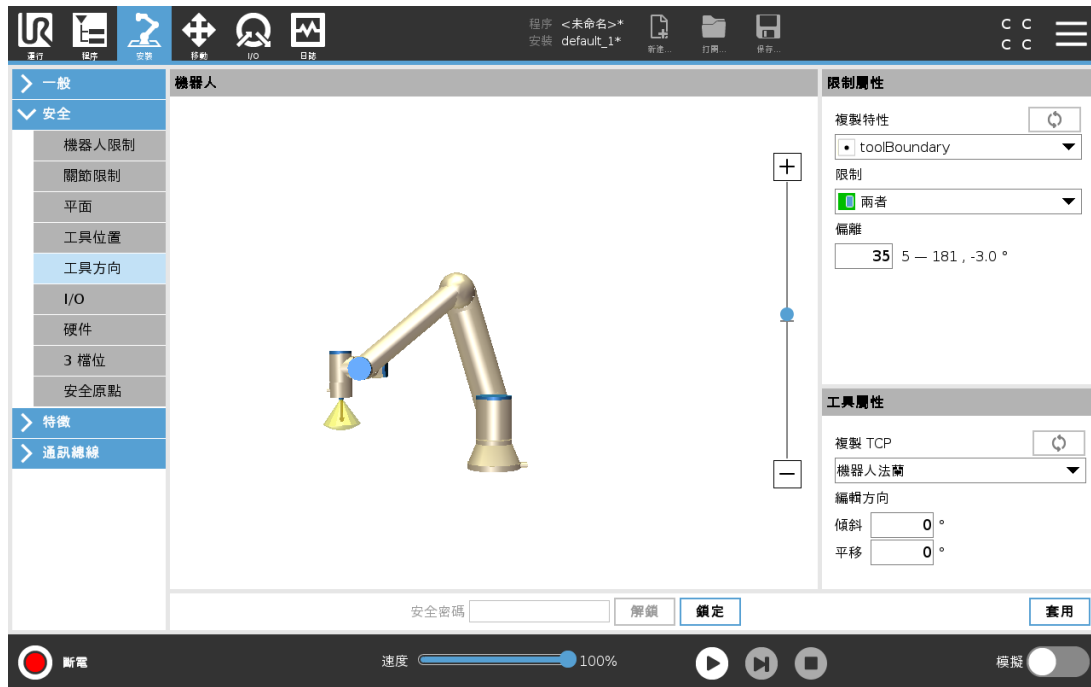 程序 <未命名>*
安裝 default_1*
運行
程序
安裝
移動
I/O
日誌
新建...
打開...
保存...
C C
C C
一般
安全
機器人限制
關節限制
平面
工具位置
工具方向
I/O
硬件
3 檔位
安全原點
特徵
通訊總線
機器人
限制屬性
複製特性
toolBoundary
限制
兩者
偏離
35 5 — 181 , -3.0 °
工具屬性
複製 TCP
機器人法蘭
編輯方向
傾斜 0 °
平移 0 °
安全密碼
解鎖
鎖定
套用
斷電
速度
100%
模擬